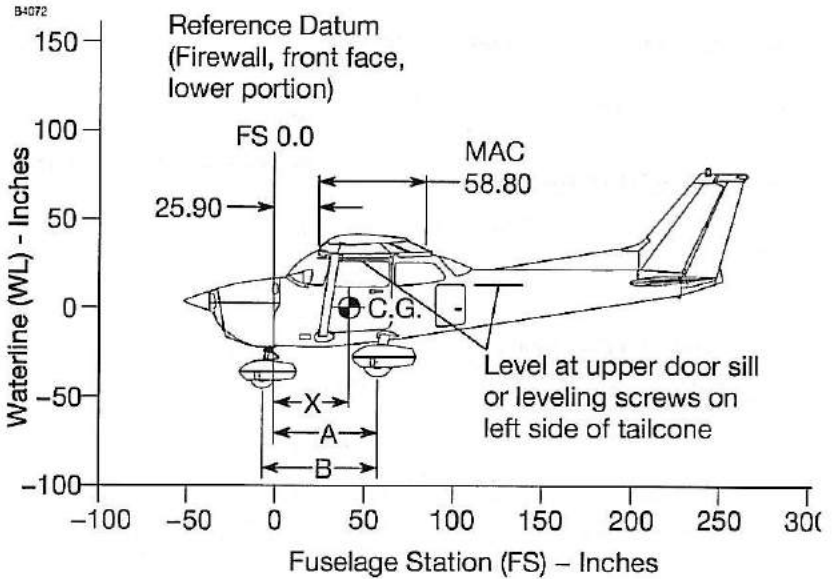 B4072
Reference Datum
(Firewall, front face,
lower portion)
FS 0.0
MAC
58.80
25.90
C.G.
Level at upper door sill
or leveling screws on
left side of tailcone
X
A
B
Waterline (WL) - Inches
150
100
50
0
−50
−100
−100 −50 0 50 100 150 200 250 300
Fuselage Station (FS) – Inches